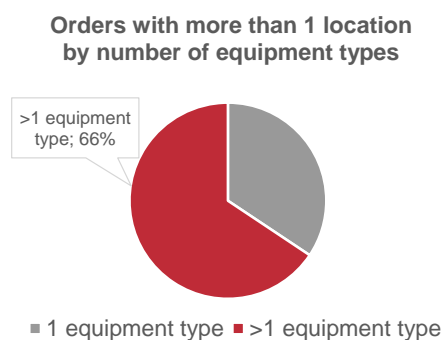 Orders with more than 1 location
by number of equipment types
>1 equipment
type; 66%
1 equipment type >1 equipment type